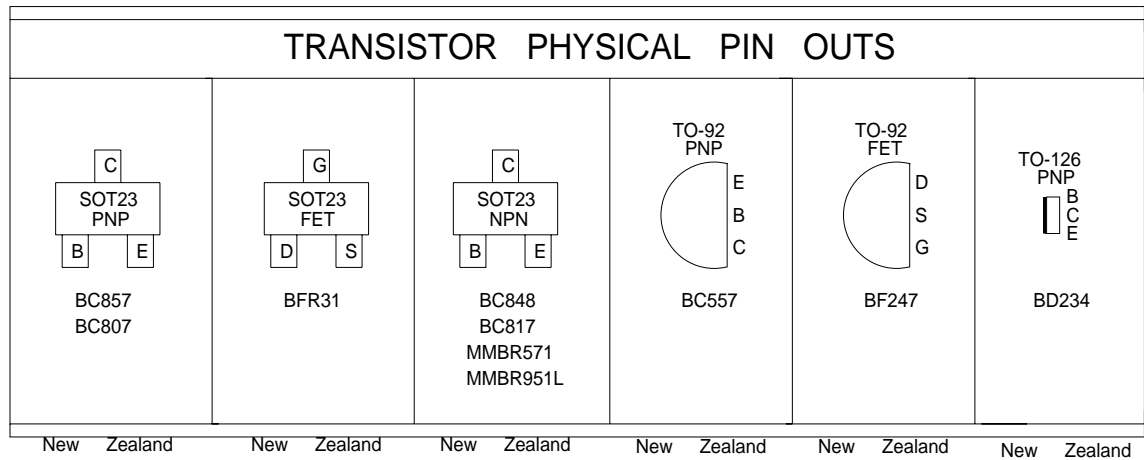 TRANSISTOR PHYSICAL PIN OUTS
C
SOT23
PNP
B E
BC857
BC807
G
SOT23
FET
D S
BFR31
C
SOT23
NPN
B E
BC848
BC817
MMBR571
MMBR951L
TO-92
PNP
E
B
C
BC557
TO-92
FET
D
S
G
BF247
TO-126
PNP
B
C
E
BD234
New Zealand
New Zealand
New Zealand
New Zealand
New Zealand
New Zealand